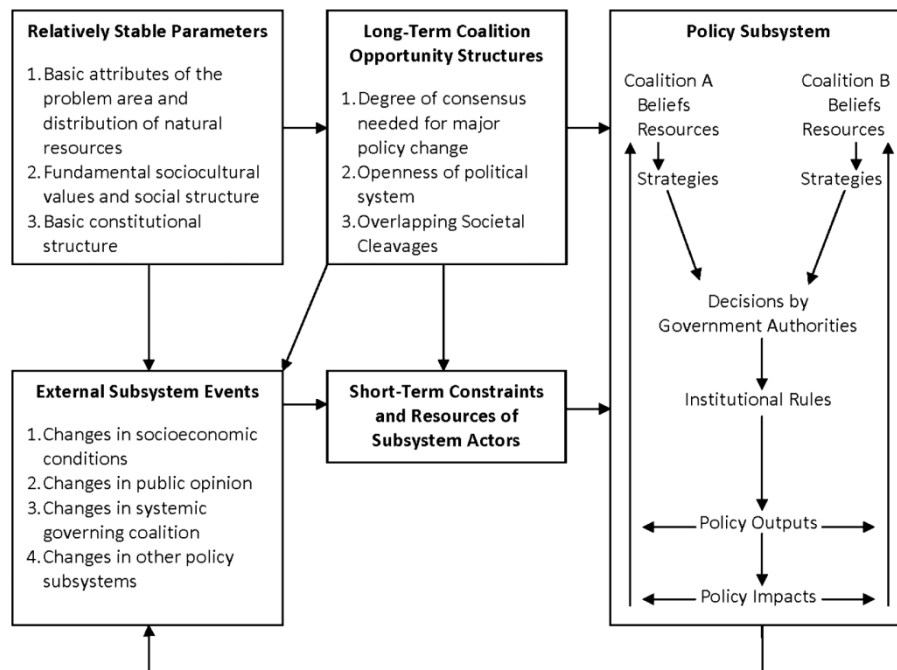 Relatively Stable Parameters
1. Basic attributes of the
problem area and
distribution of natural
resources
2. Fundamental sociocultural
values and social structure
3. Basic constitutional
structure
Long-Term Coalition
Opportunity Structures
1. Degree of consensus
needed for major
policy change
2. Openness of political
system
3. Overlapping Societal
Cleavages
Policy Subsystem
Coalition A
Beliefs
Resources
Strategies
Coalition B
Beliefs
Resources
Strategies
Decisions by
Government Authorities
Institutional Rules
Policy Outputs
Policy Impacts
External Subsystem Events
1. Changes in socioeconomic
conditions
2. Changes in public opinion
3. Changes in systemic
governing coalition
4. Changes in other policy
subsystems
Short-Term Constraints
and Resources of
Subsystem Actors